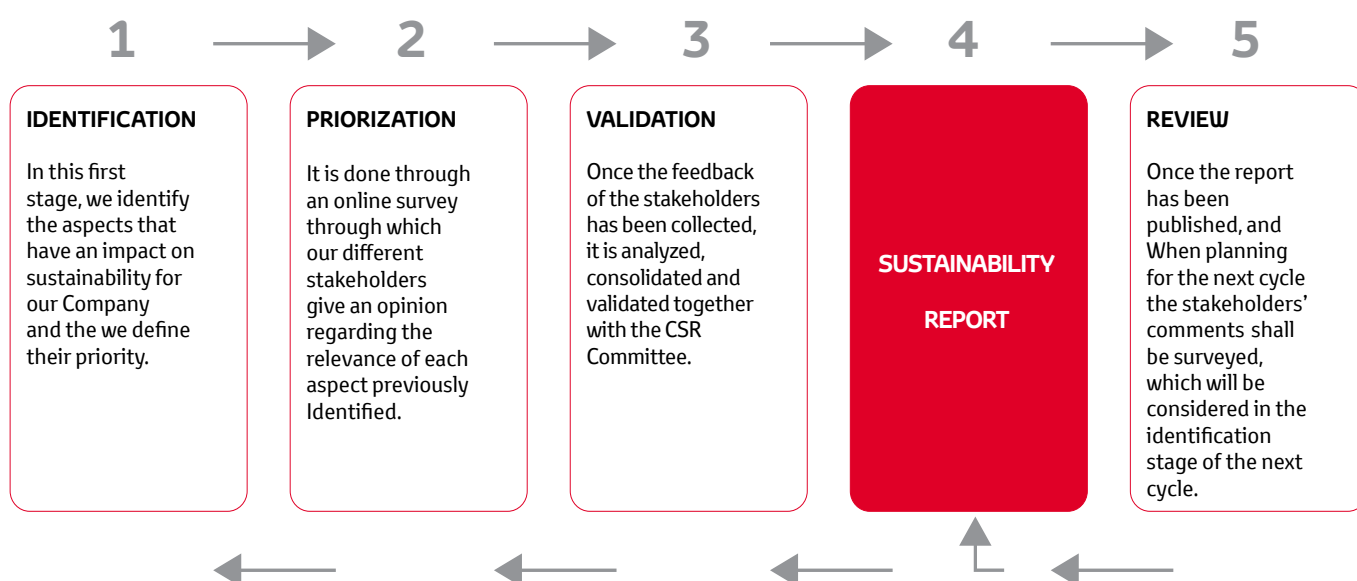 1
2
3
4
5
IDENTIFICATION
In this first
stage, we identify
the aspects that
have an impact on
sustainability for
our Company
and the we define
their priority.
PRIORIZATION
It is done through
an online survey
through which
our different
stakeholders
give an opinion
regarding the
relevance of each
aspect previously
Identified.
VALIDATION
Once the feedback
of the stakeholders
has been collected,
it is analyzed,
consolidated and
validated together
with the CSR
Committee.
SUSTAINABILITY
REPORT
REVIEW
Once the report
has been
published, and
When planning
for the next cycle
the stakeholders’
comments shall
be surveyed,
which will be
considered in the
identification
stage of the next
cycle.